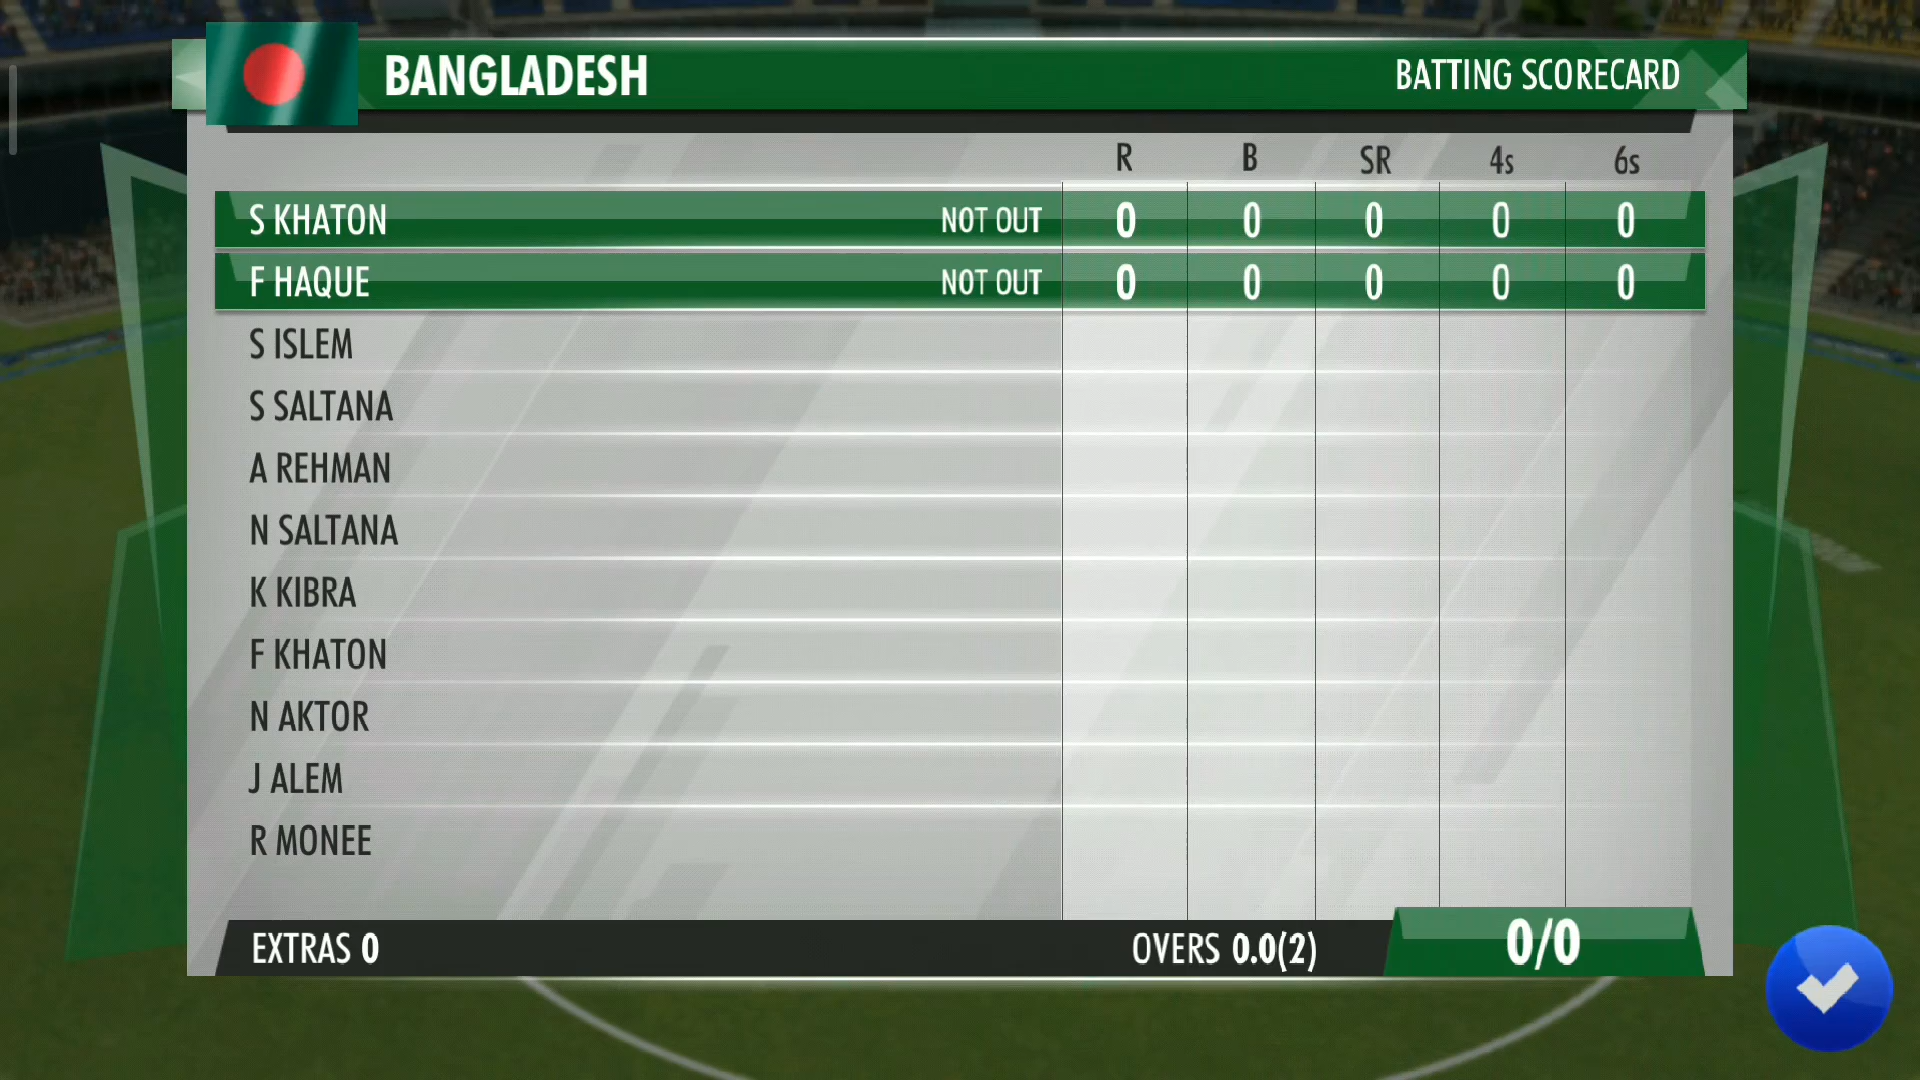 BANGLADESH
BATTING SCORECARD
R B SR 4s 6s
S KHATON NOT OUT 0 0 0 0 0
F HAQUE NOT OUT 0 0 0 0 0
S ISLEM
S SALTANA
A REHMAN
N SALTANA
K KIBRA
F KHATON
N AKTOR
J ALEM
R MONEE
EXTRAS 0 OVERS 0.0(2) 0/0